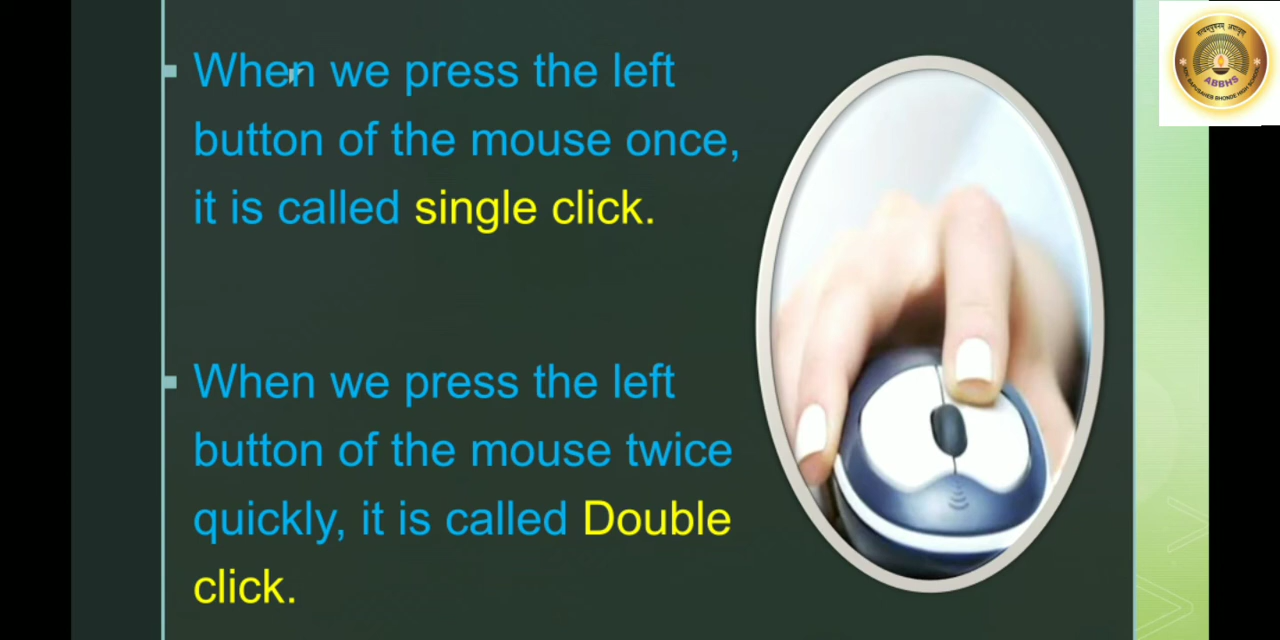 When we press the left
button of the mouse once,
it is called single click.
When we press the left
button of the mouse twice
quickly, it is called Double
click.
ABBHS